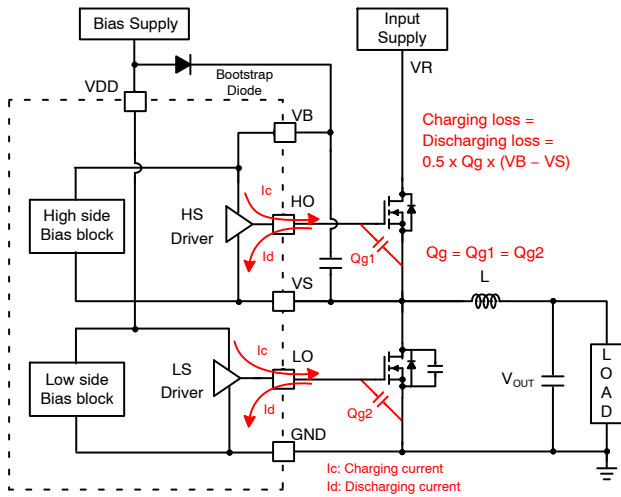 Bias Supply
Input
Supply
VDD
Bootstrap
Diode
VR
VB
Charging loss =
Discharging loss =
0.5 x Qg x (VB − VS)
Ic
HO
High side
Bias block
HS
Driver
Id
Qg1
Qg = Qg1 = Qg2
VS
L
Ic
LO
LS
Driver
Low side
Bias block
Id
Qg2
VOUT
LOAD
GND
Ic: Charging current
Id: Discharging current